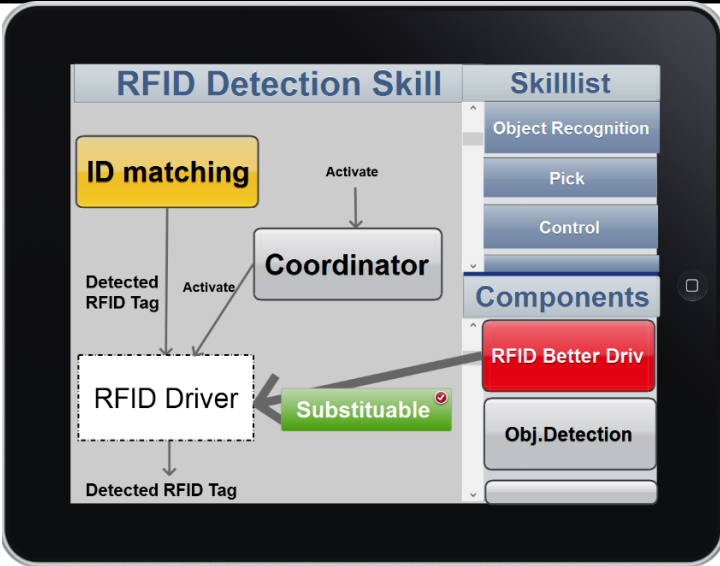 RFID Detection Skill
Skilllist
Object Recognition
ID matching
Activate
Pick
Control
Coordinator
Detected
RFID Tag
Activate
Components
RFID Better Driv
RFID Driver
Substituable
Obj.Detection
Detected RFID Tag